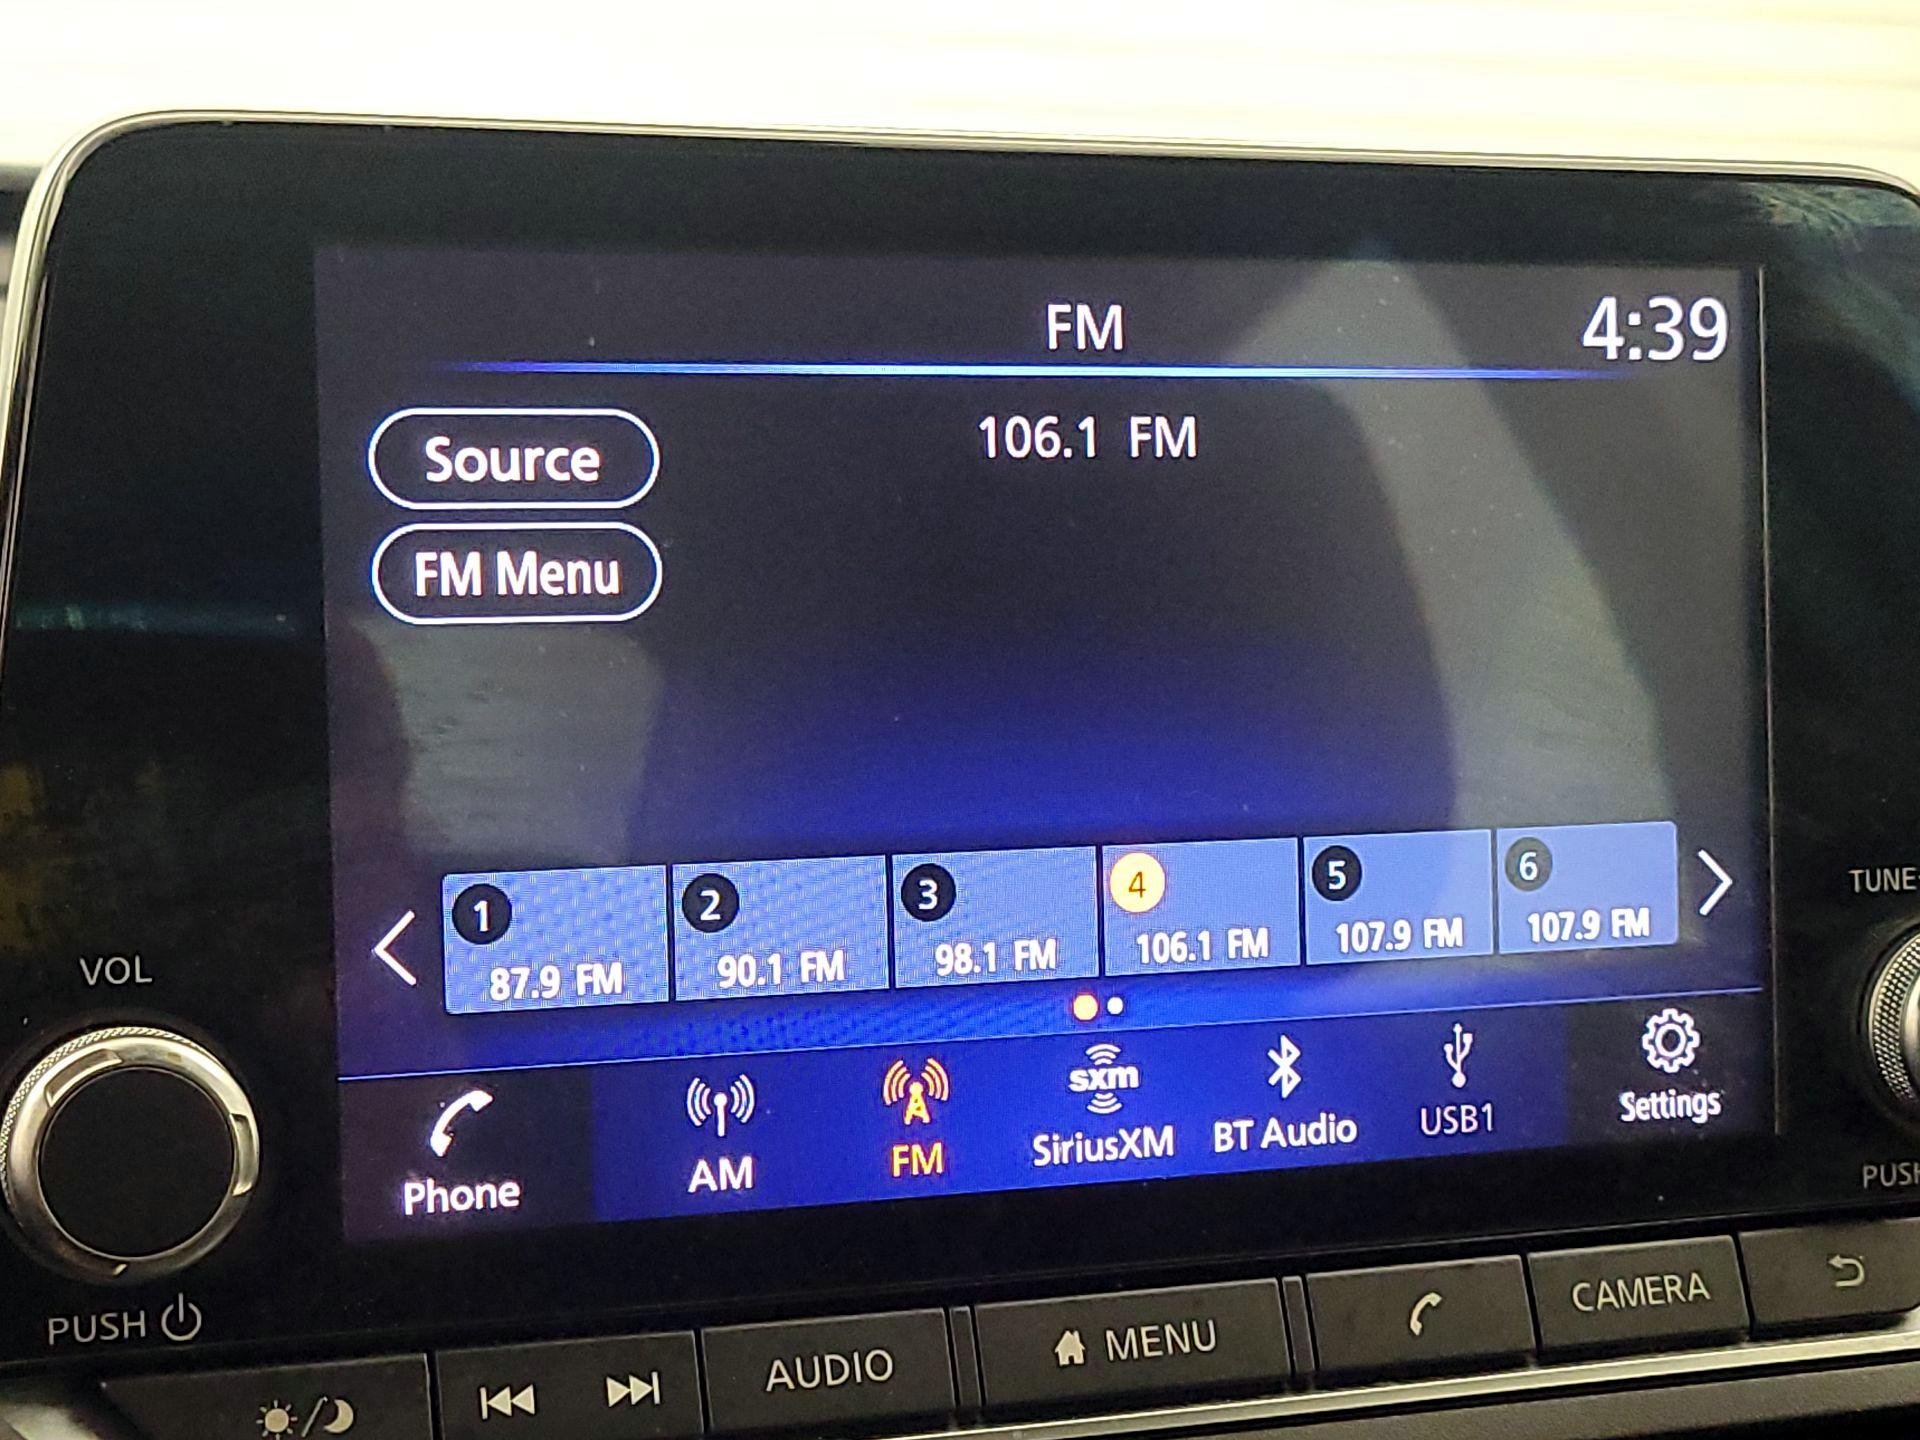 FM
4:39
Source
106.1 FM
FM Menu
1
87.9 FM
2
90.1 FM
3
98.1 FM
4
106.1 FM
5
107.9 FM
6
107.9 FM
Phone
AM
FM
sxm
SiriusXM
BT Audio
USB1
Settings
VOL
PUSH
TUNE
PUSH
AUDIO
MENU
CAMERA